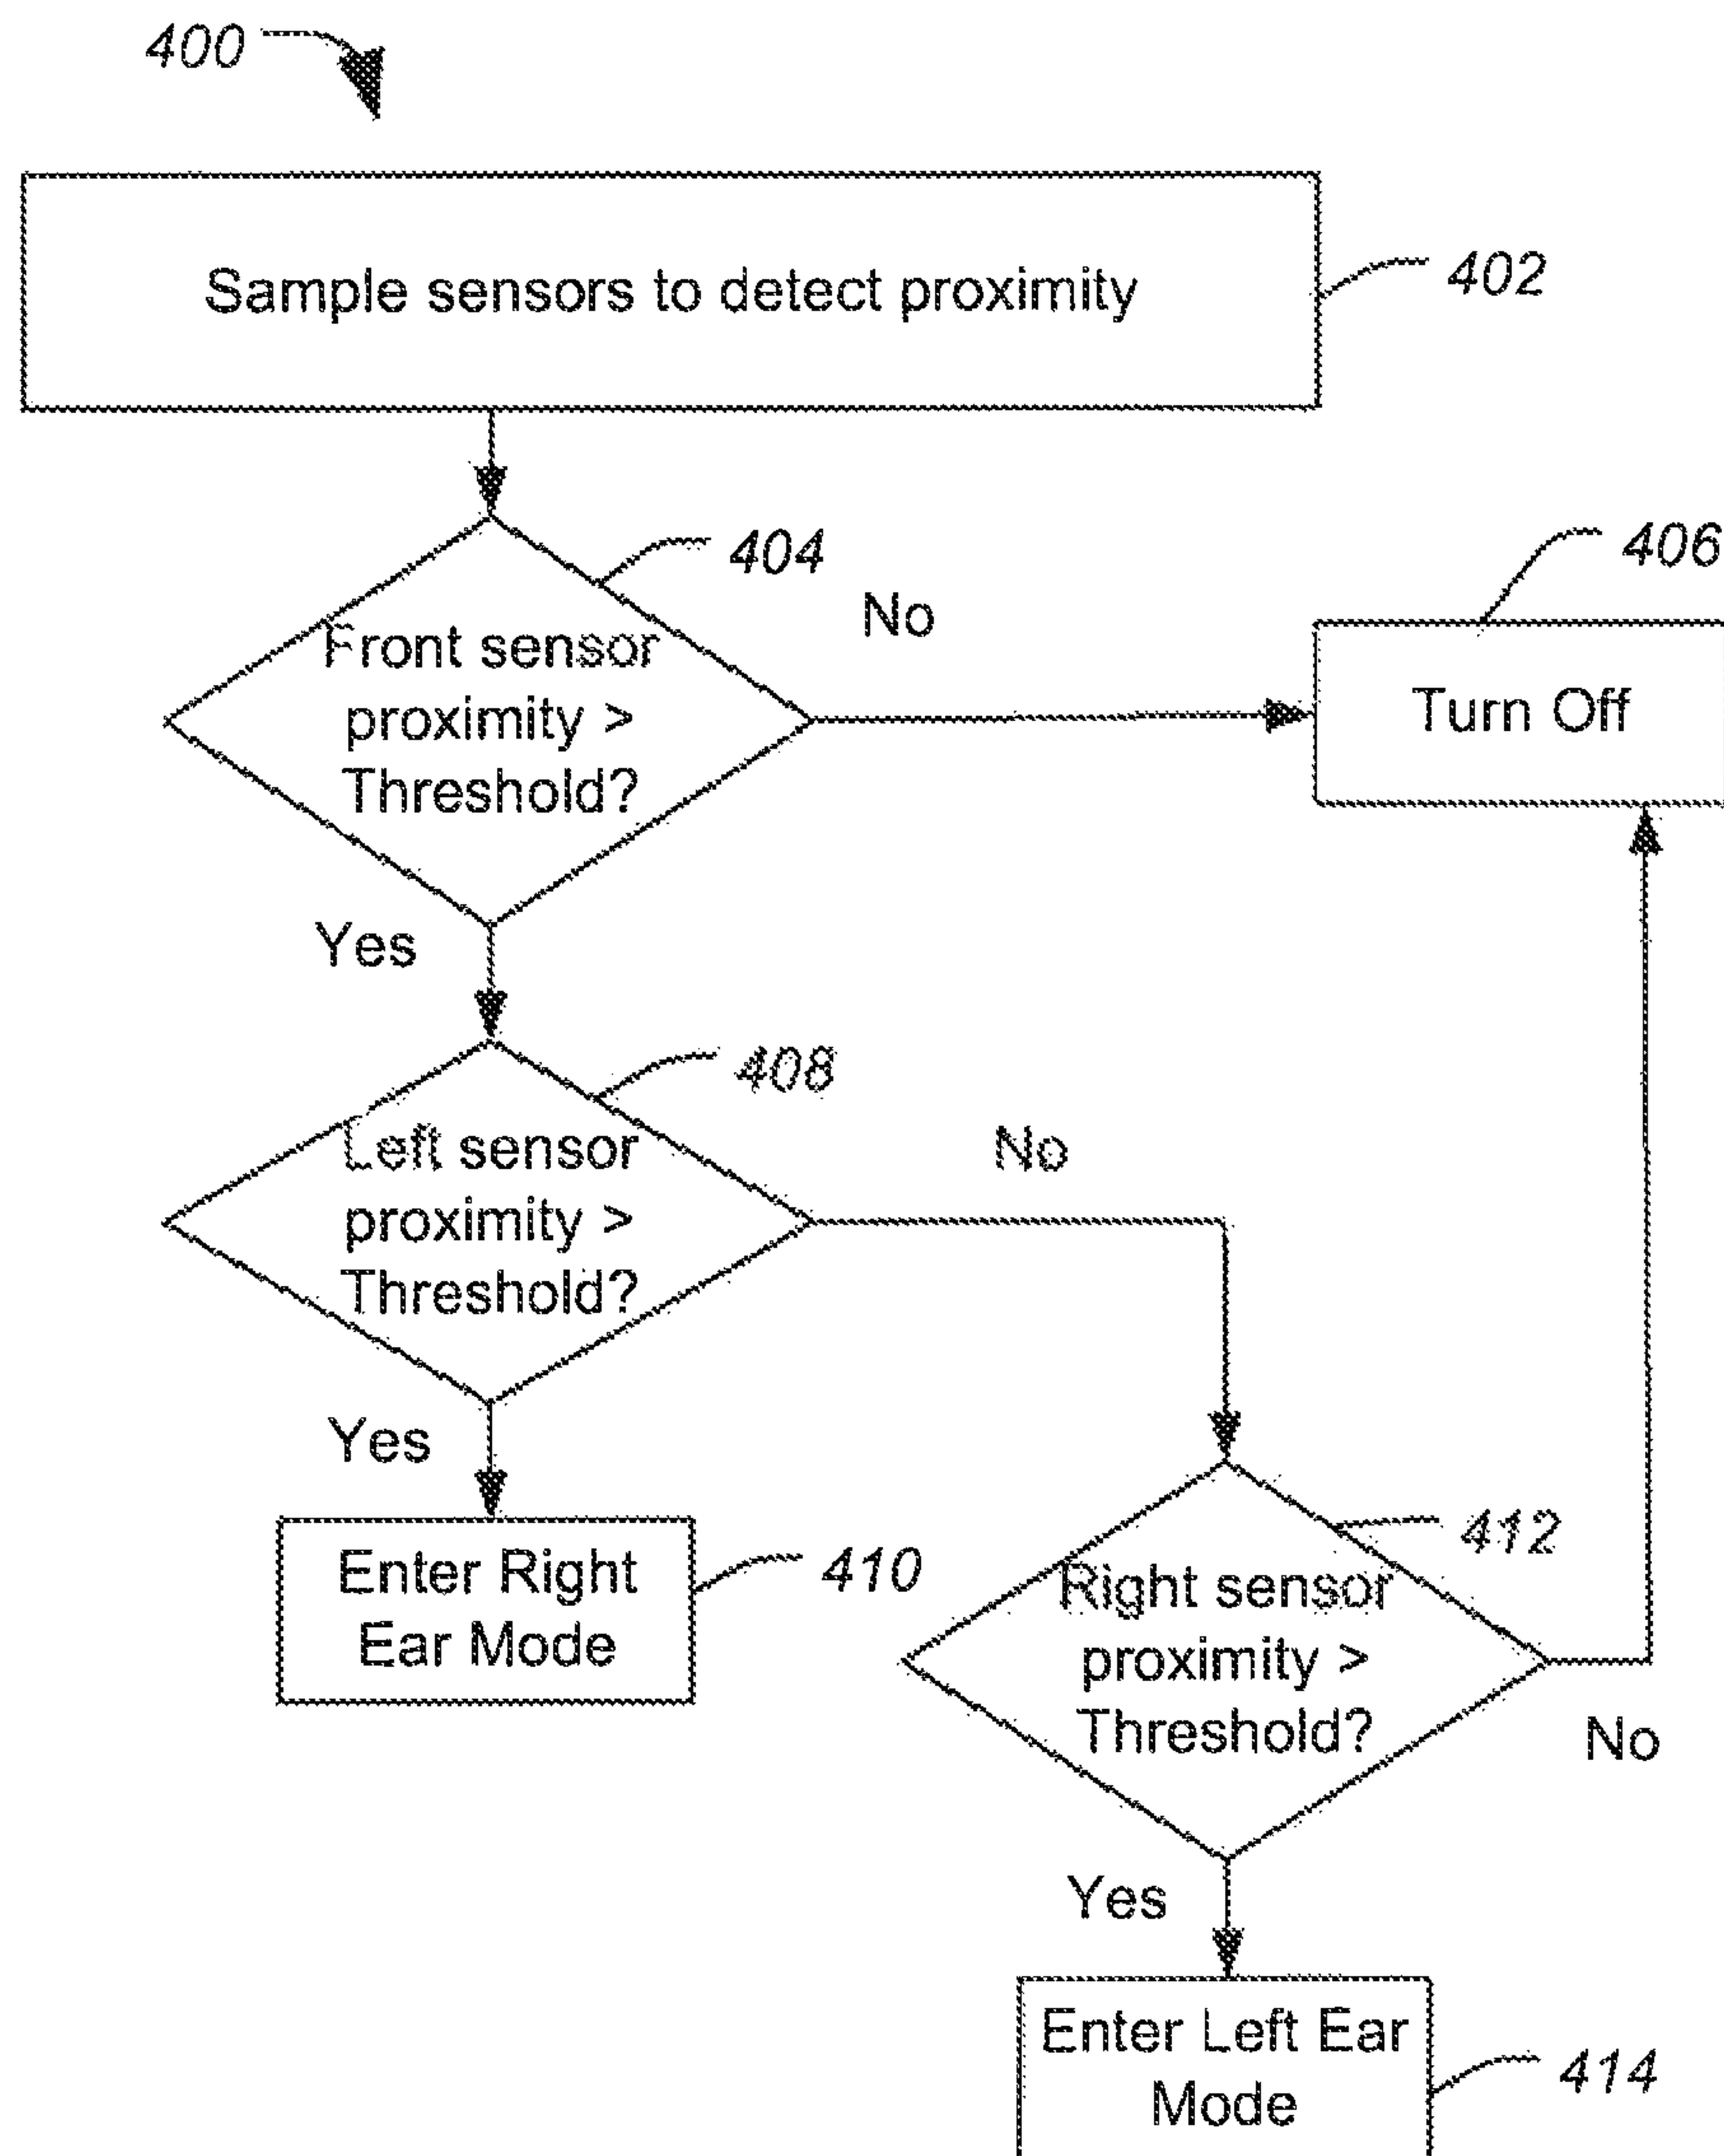 400
Sample sensors to detect proximity
402
404
Front sensor
proximity >
Threshold?
No
406
Turn Off
Yes
408
Left sensor
proximity >
Threshold?
No
Yes
Enter Right
Ear Mode
410
412
Right sensor
proximity >
Threshold?
No
Yes
Enter Left Ear
Mode
414